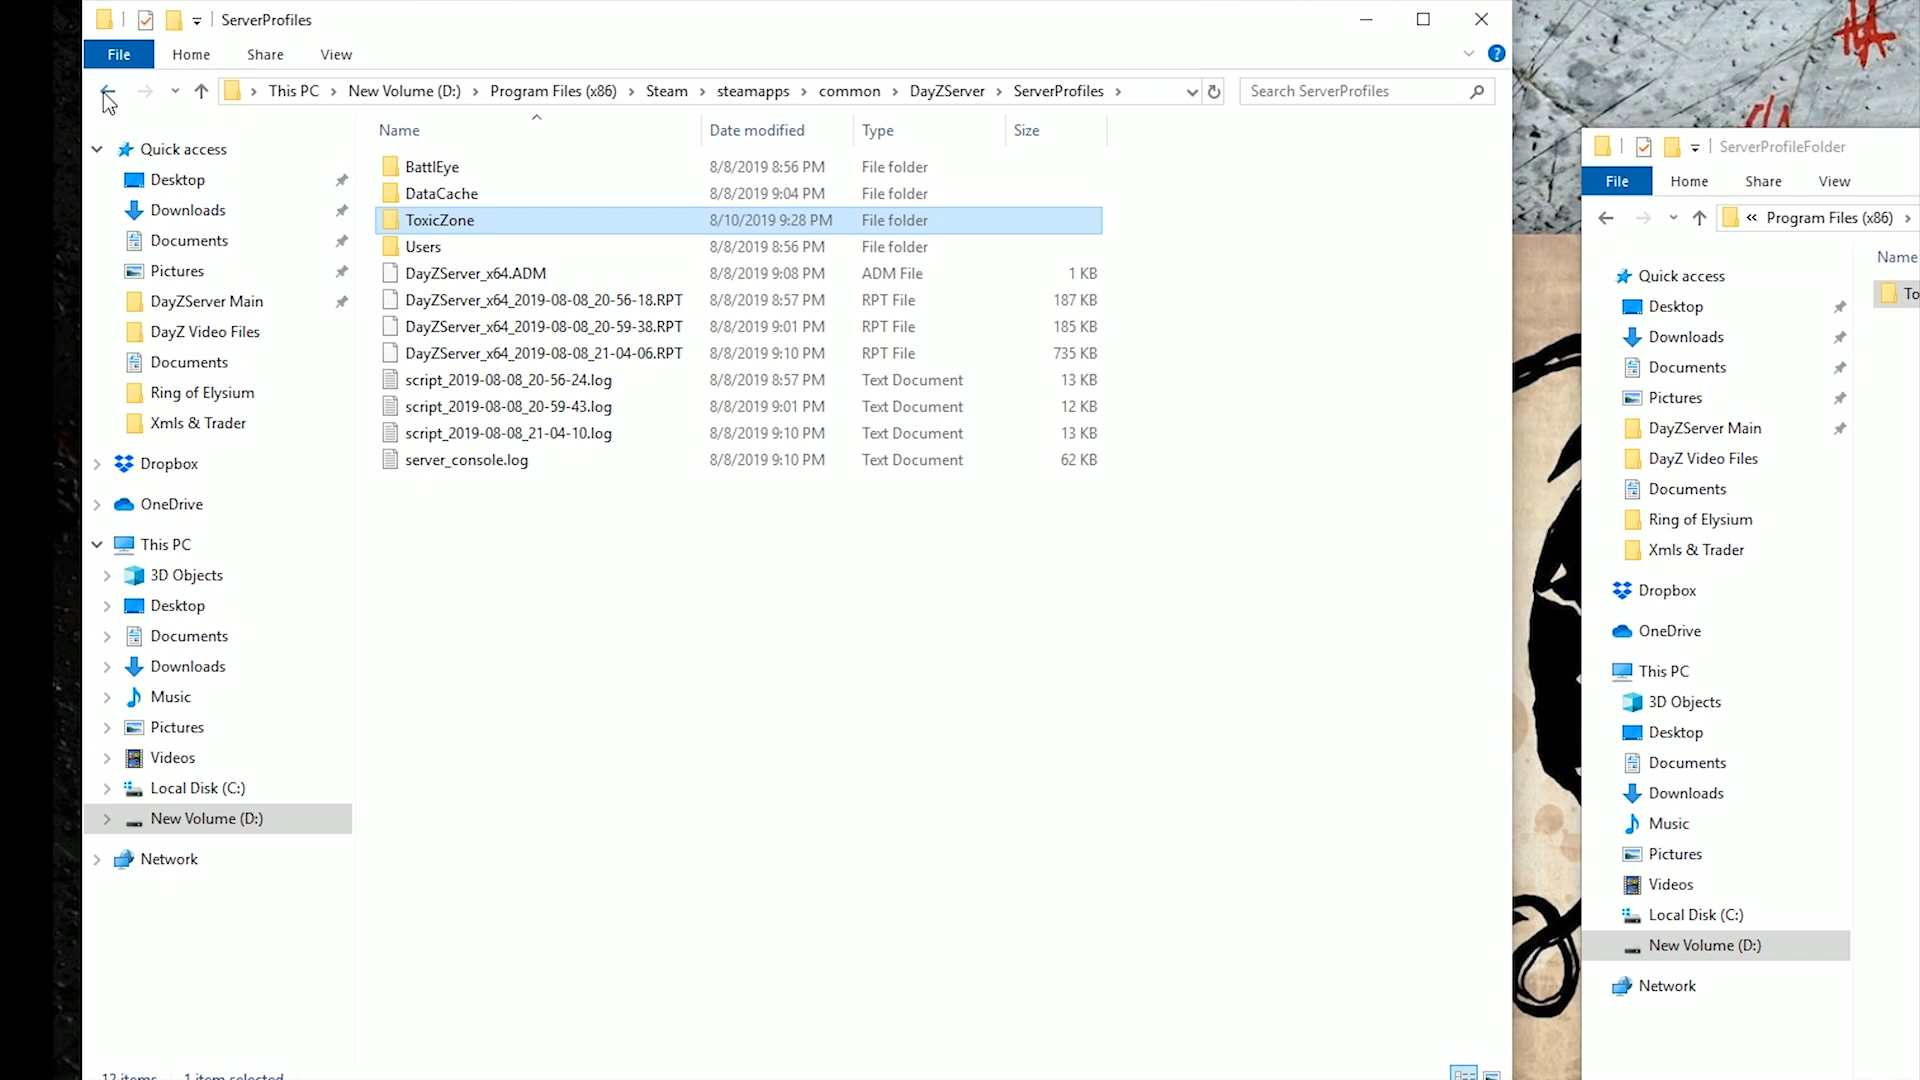 ServerProfiles
File Home Share View
This PC New Volume (D:) Program Files (x86) Steam steamapps common DayZServer ServerProfiles
Search ServerProfiles
Name Date modified Type Size
BattlEye 8/8/2019 8:56 PM File folder
DataCache 8/8/2019 9:04 PM File folder
ToxicZone 8/10/2019 9:28 PM File folder
Users 8/8/2019 8:56 PM File folder
DayZServer_x64.ADM 8/8/2019 9:08 PM ADM File 1 KB
DayZServer_x64_2019-08-08_20-56-18.RPT 8/8/2019 8:57 PM RPT File 187 KB
DayZServer_x64_2019-08-08_20-59-38.RPT 8/8/2019 9:01 PM RPT File 185 KB
DayZServer_x64_2019-08-08_21-04-06.RPT 8/8/2019 9:10 PM RPT File 735 KB
script_2019-08-08_20-56-24.log 8/8/2019 8:57 PM Text Document 13 KB
script_2019-08-08_20-59-43.log 8/8/2019 9:01 PM Text Document 12 KB
script_2019-08-08_21-04-10.log 8/8/2019 9:10 PM Text Document 13 KB
server_console.log 8/8/2019 9:10 PM Text Document 62 KB
Quick access
Desktop
Downloads
Documents
Pictures
DayZServer Main
DayZ Video Files
Documents
Ring of Elysium
Xmls & Trader
Dropbox
OneDrive
This PC
3D Objects
Desktop
Documents
Downloads
Music
Pictures
Videos
Local Disk (C:)
New Volume (D:)
Network
12 items 1 item selected
ServerProfileFolder
File Home Share View
« Program Files (x86)
Name
To
Quick access
Desktop
Downloads
Documents
Pictures
DayZServer Main
DayZ Video Files
Documents
Ring of Elysium
Xmls & Trader
Dropbox
OneDrive
This PC
3D Objects
Desktop
Documents
Downloads
Music
Pictures
Videos
Local Disk (C:)
New Volume (D:)
Network